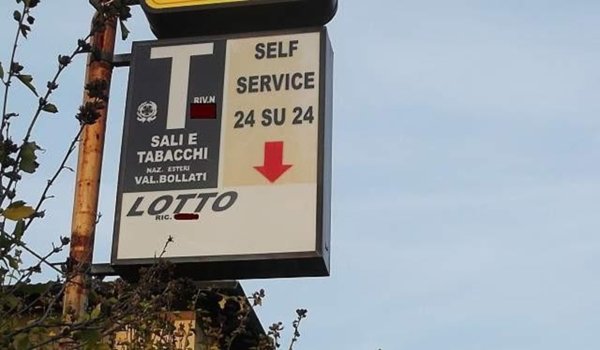 T
RIV.N
SALI E
TABACCHI
NAZ. ESTERI
VAL.BOLLATI
SELF
SERVICE
24 SU 24
LOTTO
RIC.